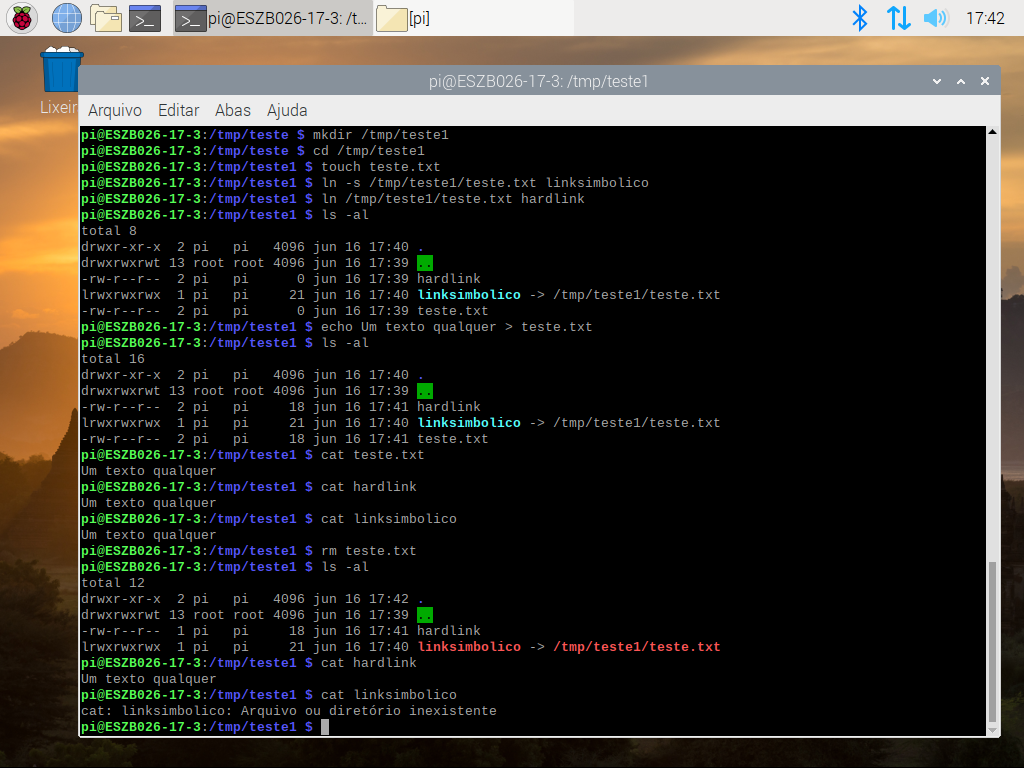 pi@ESZB026-17-3: /t...
[pi]
17:42
Lixeir
pi@ESZB026-17-3: /tmp/teste1
Arquivo Editar Abas Ajuda
pi@ESZB026-17-3:/tmp/teste $ mkdir /tmp/teste1
pi@ESZB026-17-3:/tmp/teste $ cd /tmp/teste1
pi@ESZB026-17-3:/tmp/teste1 $ touch teste.txt
pi@ESZB026-17-3:/tmp/teste1 $ ln -s /tmp/teste1/teste.txt linksimbolico
pi@ESZB026-17-3:/tmp/teste1 $ ln /tmp/teste1/teste.txt hardlink
pi@ESZB026-17-3:/tmp/teste1 $ ls -al
total 8
drwxr-xr-x  2 pi   pi   4096 jun 16 17:40 .
drwxrwxrwt 13 root root 4096 jun 16 17:39 ..
-rw-r--r--  2 pi   pi      0 jun 16 17:39 hardlink
lrwxrwxrwx  1 pi   pi     21 jun 16 17:40 linksimbolico -> /tmp/teste1/teste.txt
-rw-r--r--  2 pi   pi      0 jun 16 17:39 teste.txt
pi@ESZB026-17-3:/tmp/teste1 $ echo Um texto qualquer > teste.txt
pi@ESZB026-17-3:/tmp/teste1 $ ls -al
total 16
drwxr-xr-x  2 pi   pi   4096 jun 16 17:40 .
drwxrwxrwt 13 root root 4096 jun 16 17:39 ..
-rw-r--r--  2 pi   pi     18 jun 16 17:41 hardlink
lrwxrwxrwx  1 pi   pi     21 jun 16 17:40 linksimbolico -> /tmp/teste1/teste.txt
-rw-r--r--  2 pi   pi     18 jun 16 17:41 teste.txt
pi@ESZB026-17-3:/tmp/teste1 $ cat teste.txt
Um texto qualquer
pi@ESZB026-17-3:/tmp/teste1 $ cat hardlink
Um texto qualquer
pi@ESZB026-17-3:/tmp/teste1 $ cat linksimbolico
Um texto qualquer
pi@ESZB026-17-3:/tmp/teste1 $ rm teste.txt
pi@ESZB026-17-3:/tmp/teste1 $ ls -al
total 12
drwxr-xr-x  2 pi   pi   4096 jun 16 17:42 .
drwxrwxrwt 13 root root 4096 jun 16 17:39 ..
-rw-r--r--  1 pi   pi     18 jun 16 17:41 hardlink
lrwxrwxrwx  1 pi   pi     21 jun 16 17:40 linksimbolico -> /tmp/teste1/teste.txt
pi@ESZB026-17-3:/tmp/teste1 $ cat hardlink
Um texto qualquer
pi@ESZB026-17-3:/tmp/teste1 $ cat linksimbolico
cat: linksimbolico: Arquivo ou diretório inexistente
pi@ESZB026-17-3:/tmp/teste1 $